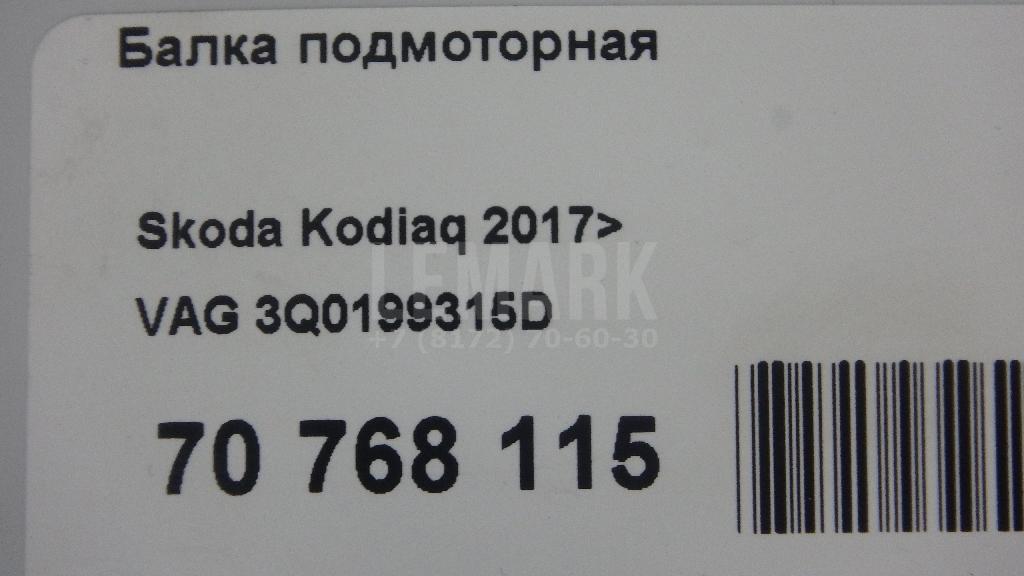 Балка подмоторная
Skoda Kodiaq 2017>
LEMARK
VAG 3Q0199315D
+7 (8172) 70-60-30
70 768 115